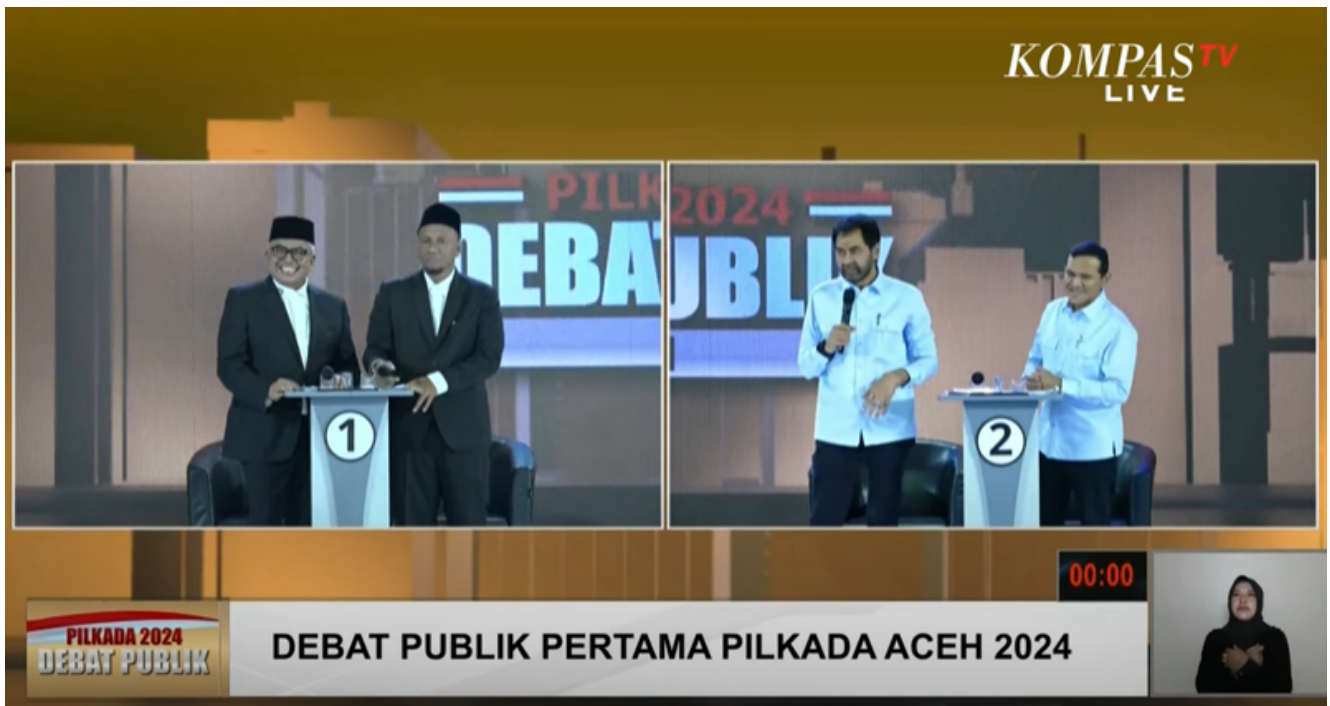 KOMPAS TV
LIVE
PILK
DEBAT
2024
UBLIK
1
2
00:00
PILKADA 2024
DEBAT PUBLIK
DEBAT PUBLIK PERTAMA PILKADA ACEH 2024